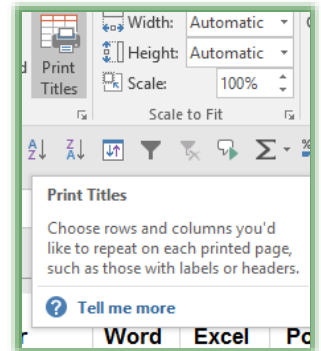 Print
Titles
Width: Automatic
Height: Automatic
Scale: 100%
Scale to Fit
Print Titles
Choose rows and columns you'd
like to repeat on each printed page,
such as those with labels or headers.
Tell me more
Word Excel